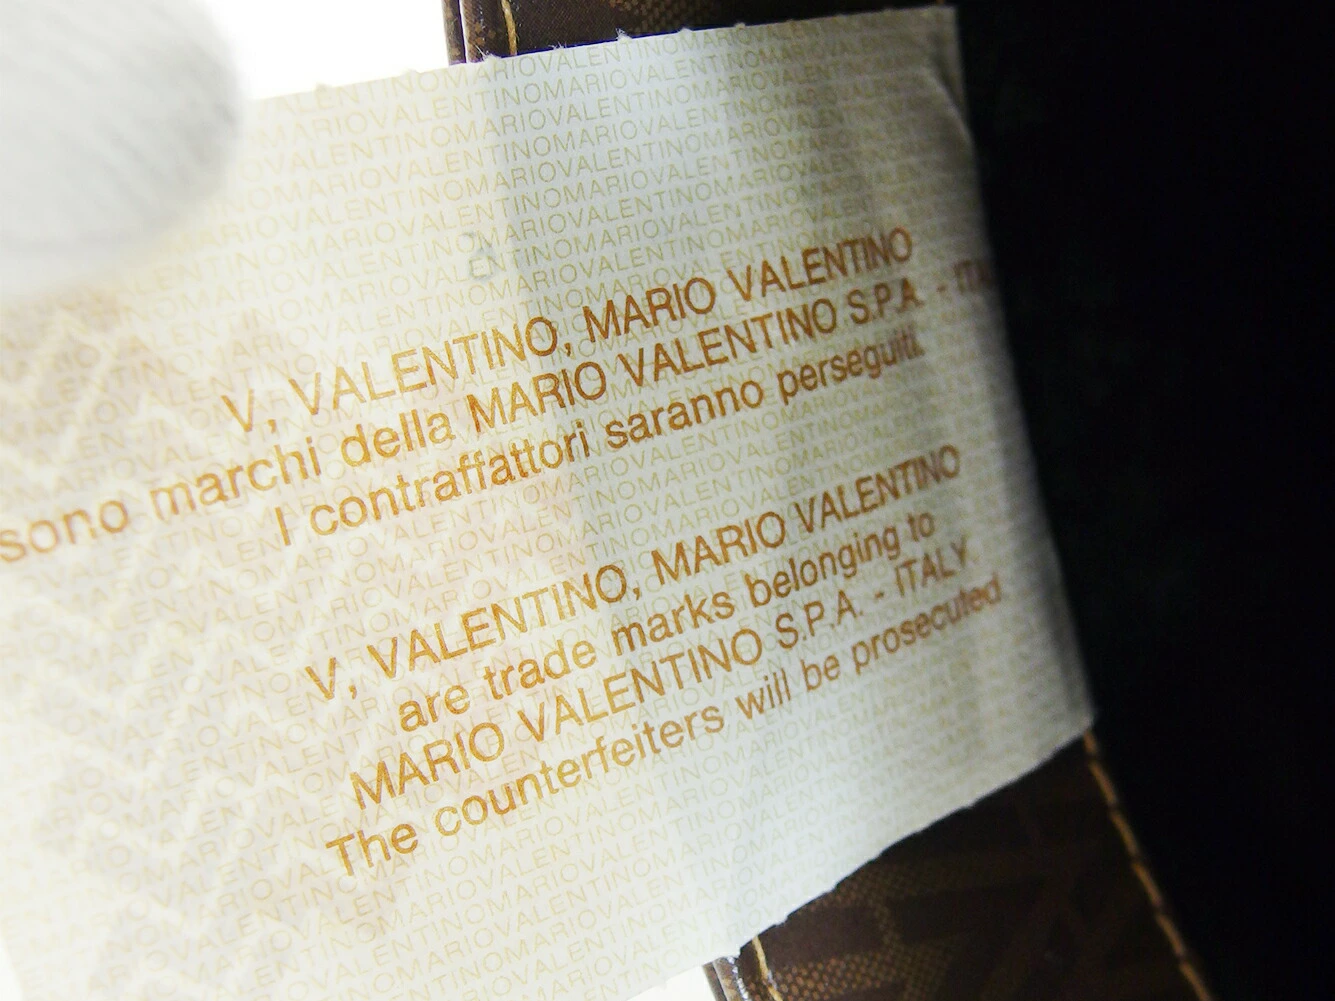 V, VALENTINO, MARIO VALENTINO
sono marchi della MARIO VALENTINO S.P.A. - ITA
I contraffattori saranno perseguiti.
V, VALENTINO, MARIO VALENTINO
are trade marks belonging to
MARIO VALENTINO S.P.A. - ITALY
The counterfeiters will be prosecuted